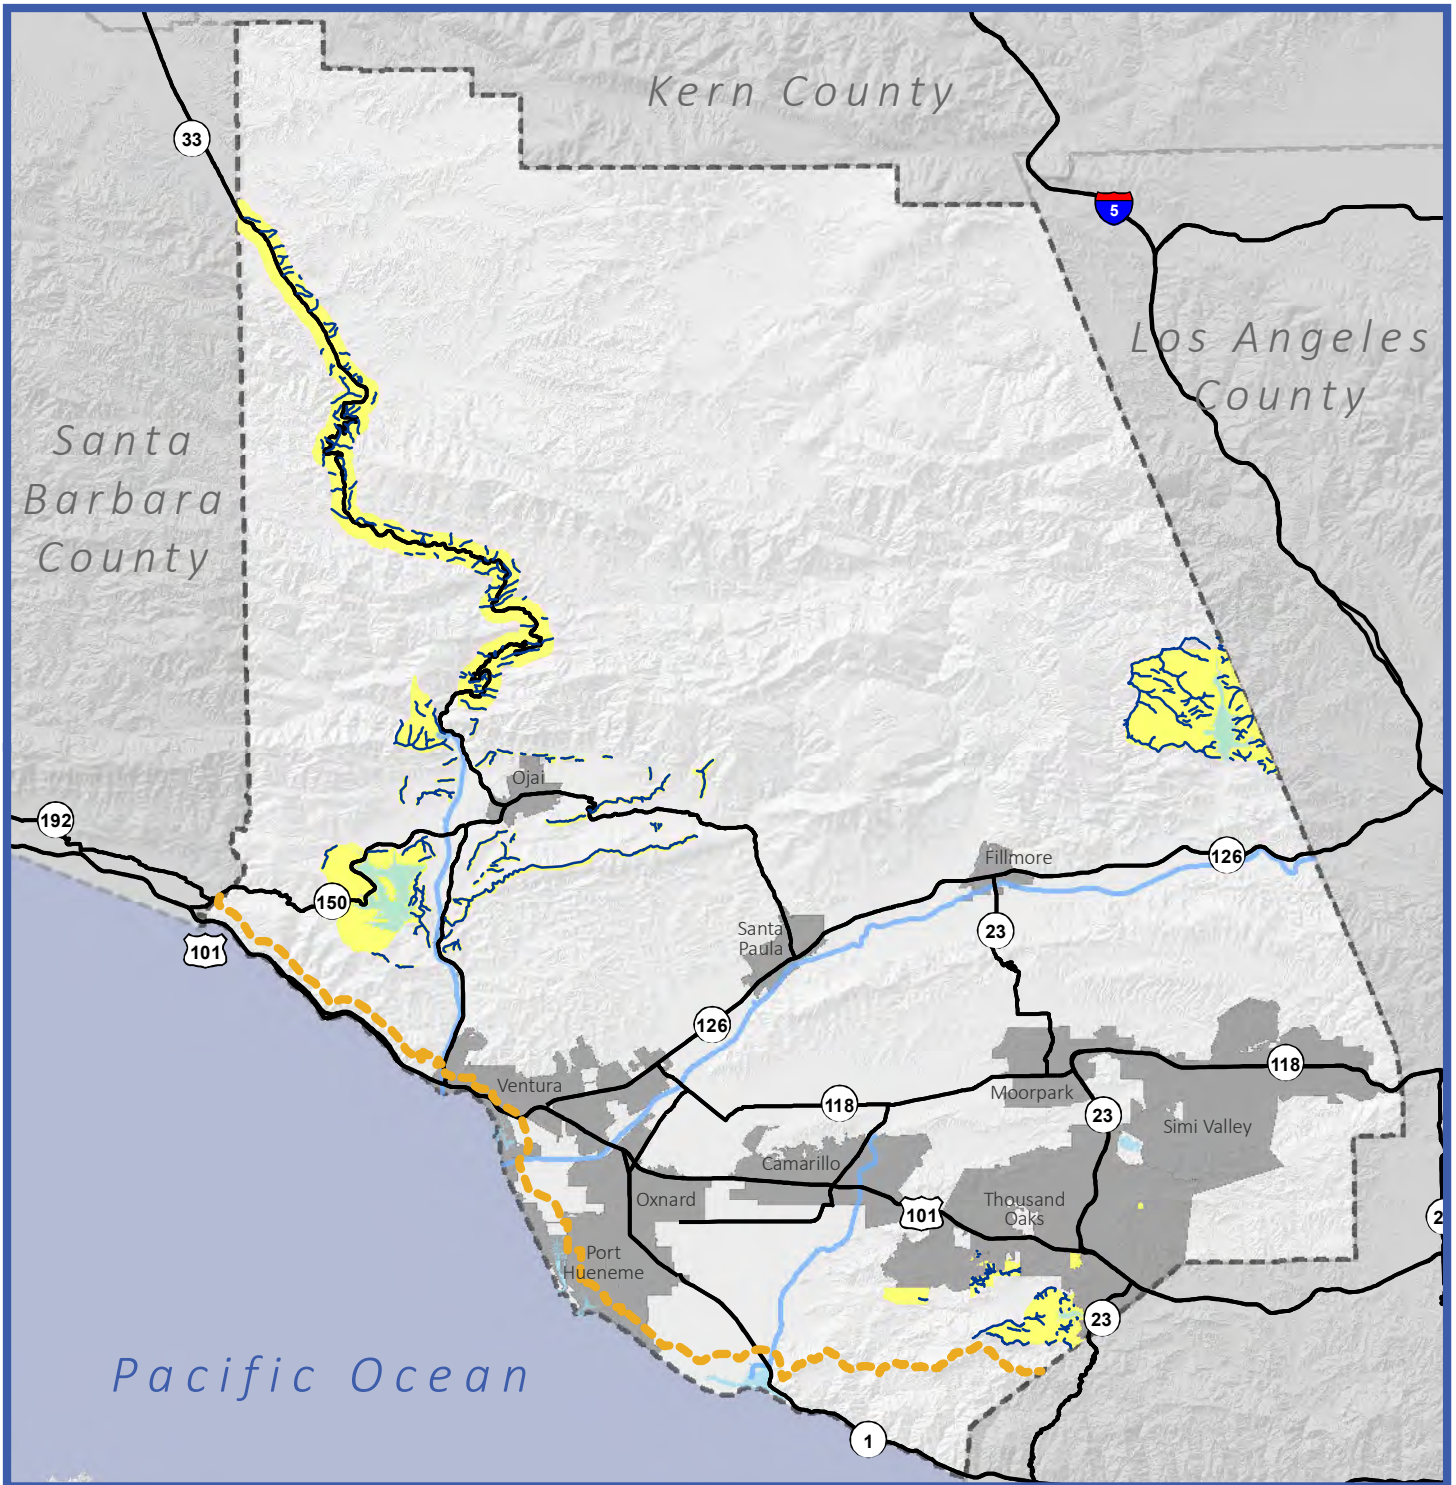 Kern County
33
5
Los Angeles
County
Santa
Barbara
County
Ojai
192
Fillmore
126
150
23
Santa
Paula
101
126
118
Ventura
Moorpark
118
23
Simi Valley
Camarillo
Oxnard
Thousand
Oaks
101
2
Port
Hueneme
23
Pacific Ocean
1